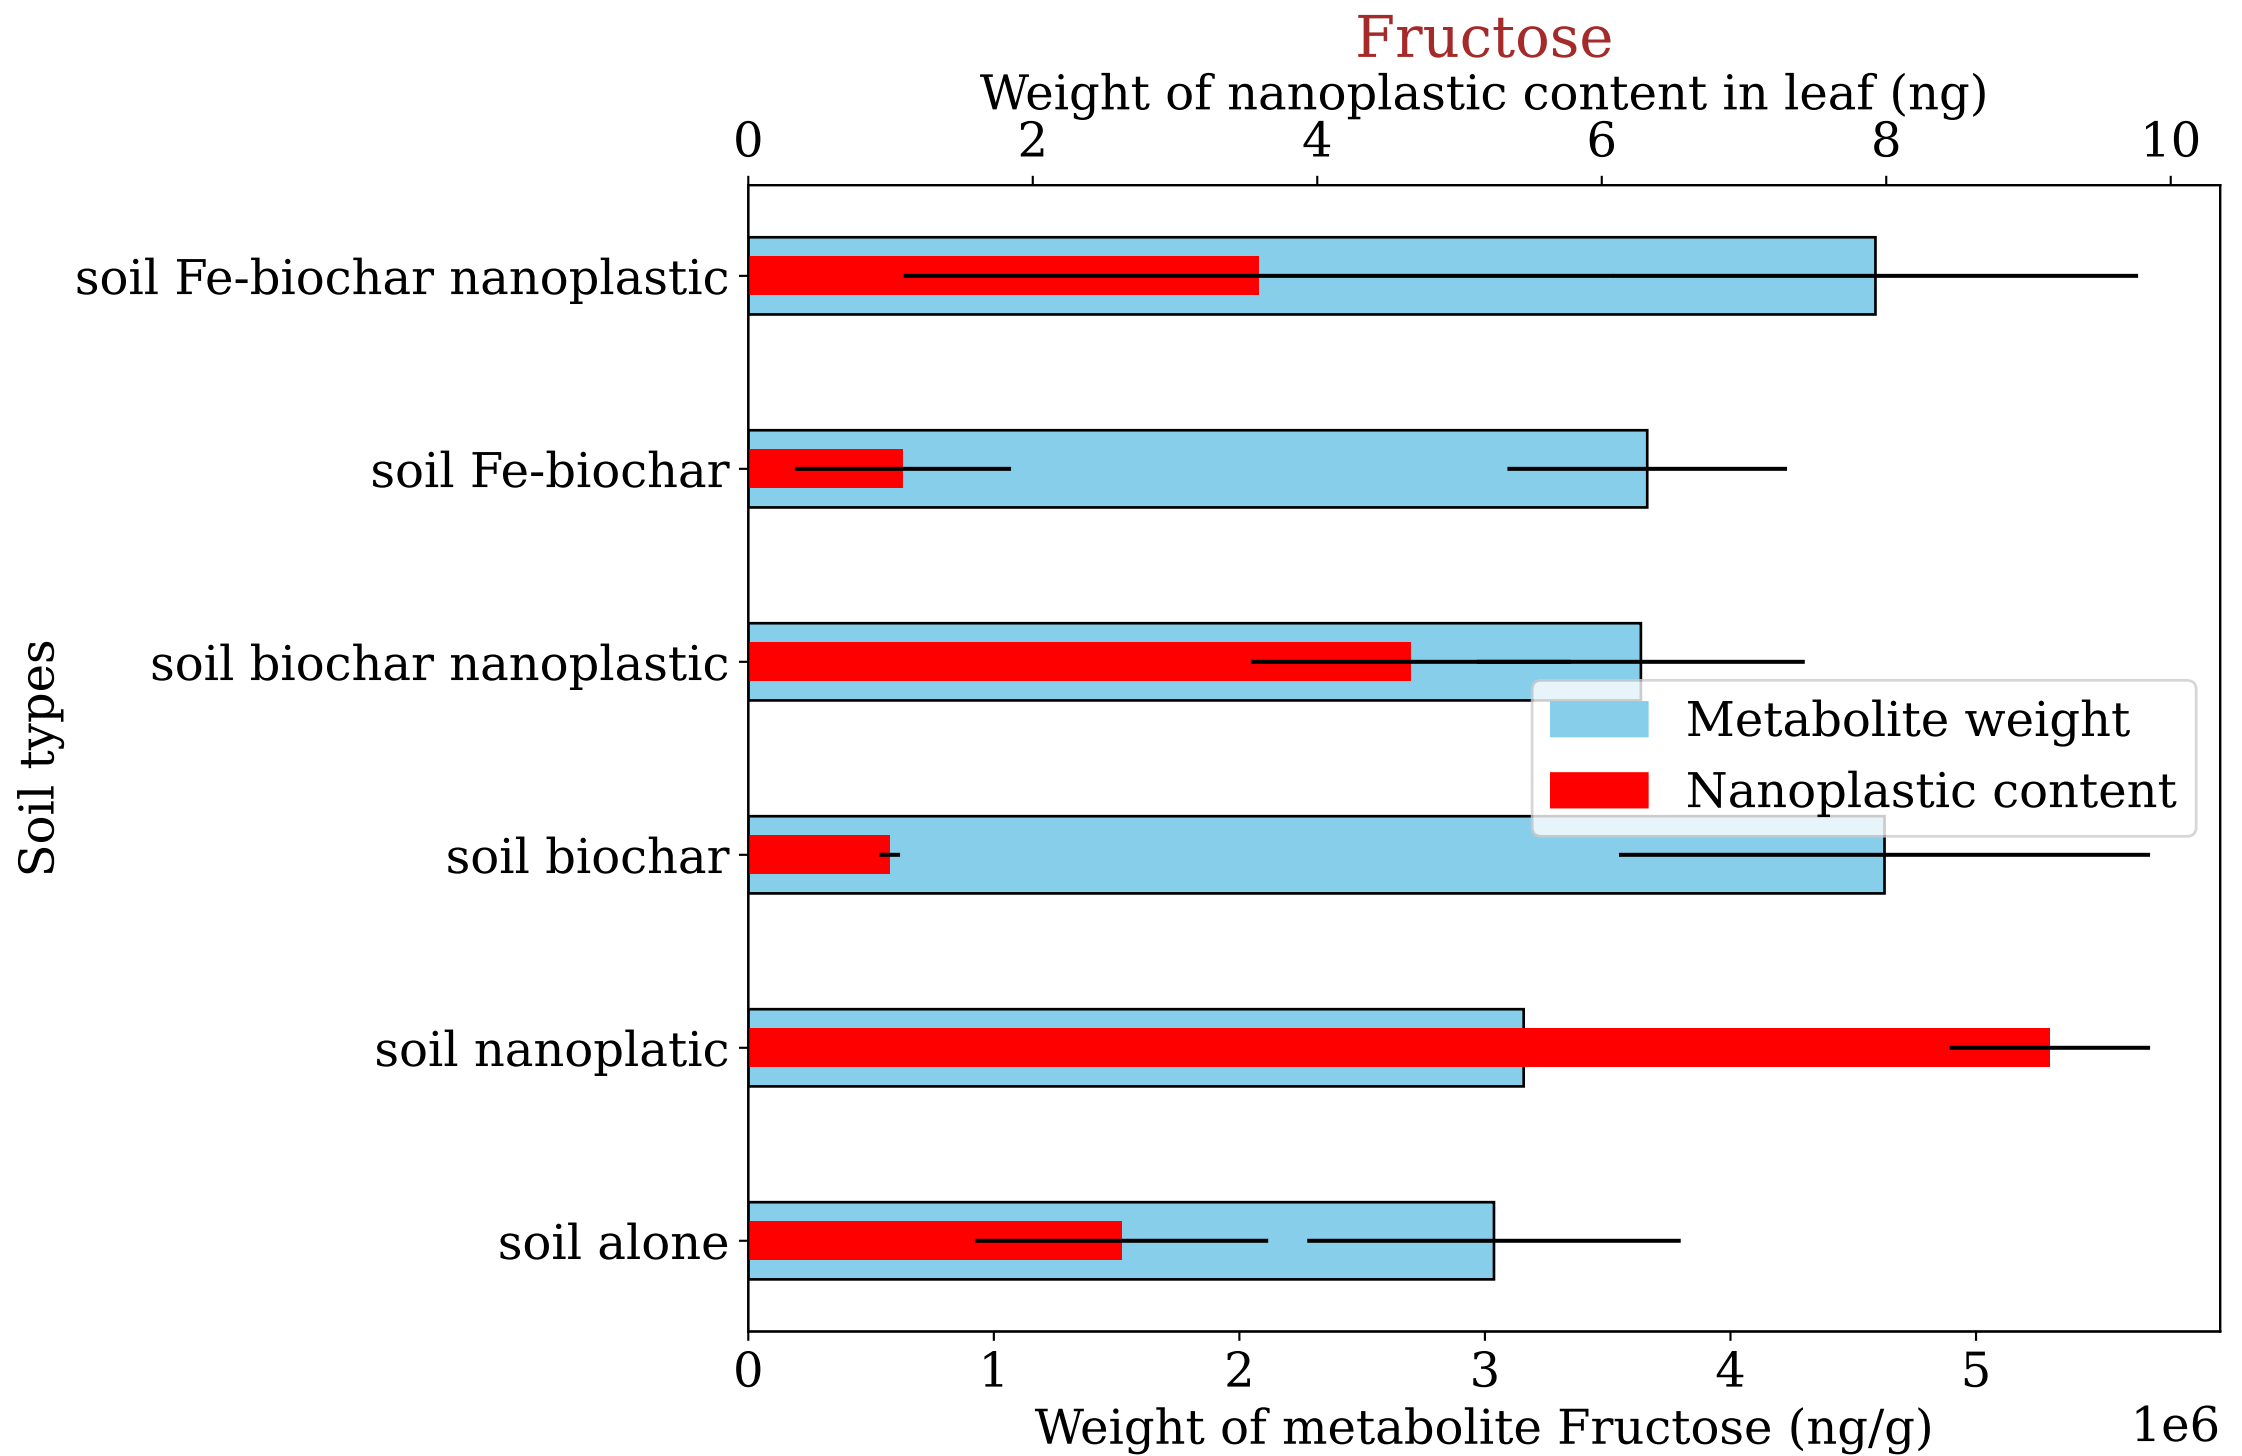 Fructose
Weight of nanoplastic content in leaf (ng)
0 2 4 6 8 10
soil Fe-biochar nanoplastic
soil Fe-biochar
soil biochar nanoplastic
Soil types
Metabolite weight
Nanoplastic content
soil biochar
soil nanoplatic
soil alone
0 1 2 3 4 5
Weight of metabolite Fructose (ng/g)
1e6